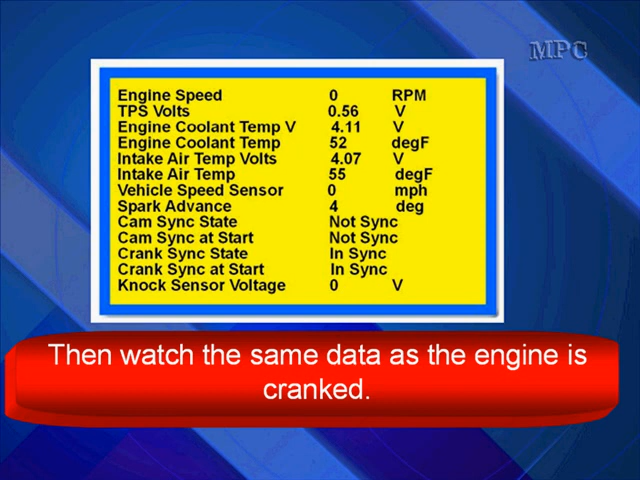 MPC
Engine Speed 0 RPM
TPS Volts 0.56 V
Engine Coolant Temp V 4.11 V
Engine Coolant Temp 52 degF
Intake Air Temp Volts 4.07 V
Intake Air Temp 55 degF
Vehicle Speed Sensor 0 mph
Spark Advance 4 deg
Cam Sync State Not Sync
Cam Sync at Start Not Sync
Crank Sync State In Sync
Crank Sync at Start In Sync
Knock Sensor Voltage 0 V
Then watch the same data as the engine is
cranked.